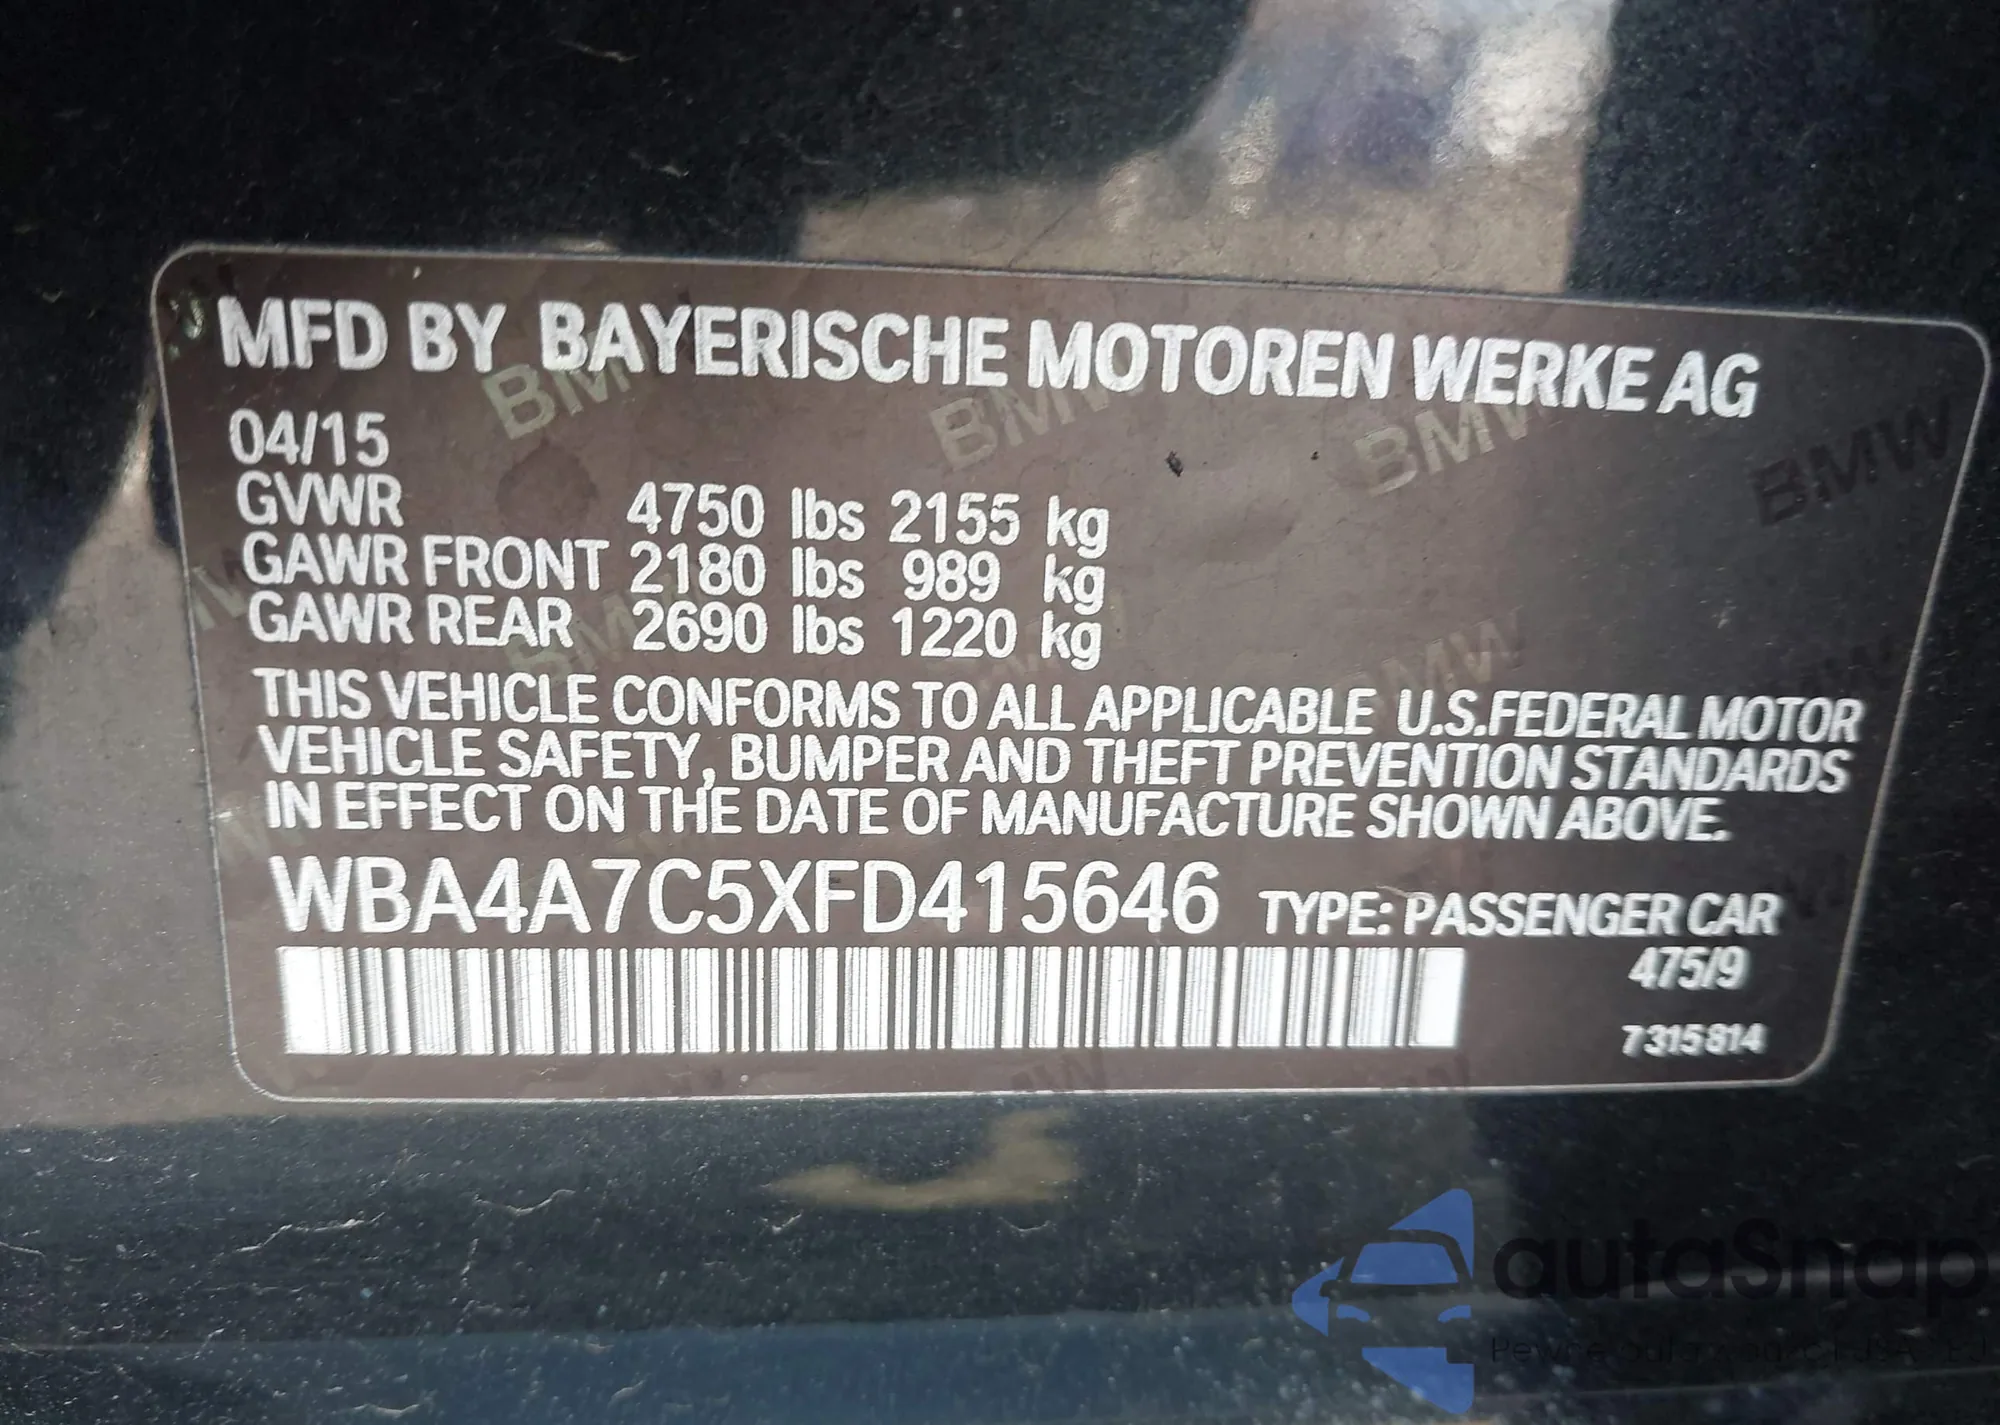 MFD BY BAYERISCHE MOTOREN WERKE AG
04/15
GVWR 4750 lbs 2155 kg
GAWR FRONT 2180 lbs 989 kg
GAWR REAR 2690 lbs 1220 kg
THIS VEHICLE CONFORMS TO ALL APPLICABLE U.S.FEDERAL MOTOR
VEHICLE SAFETY, BUMPER AND THEFT PREVENTION STANDARDS
IN EFFECT ON THE DATE OF MANUFACTURE SHOWN ABOVE.
WBA4A7C5XFD415646 TYPE: PASSENGER CAR
475/9
7315814
autaSnap